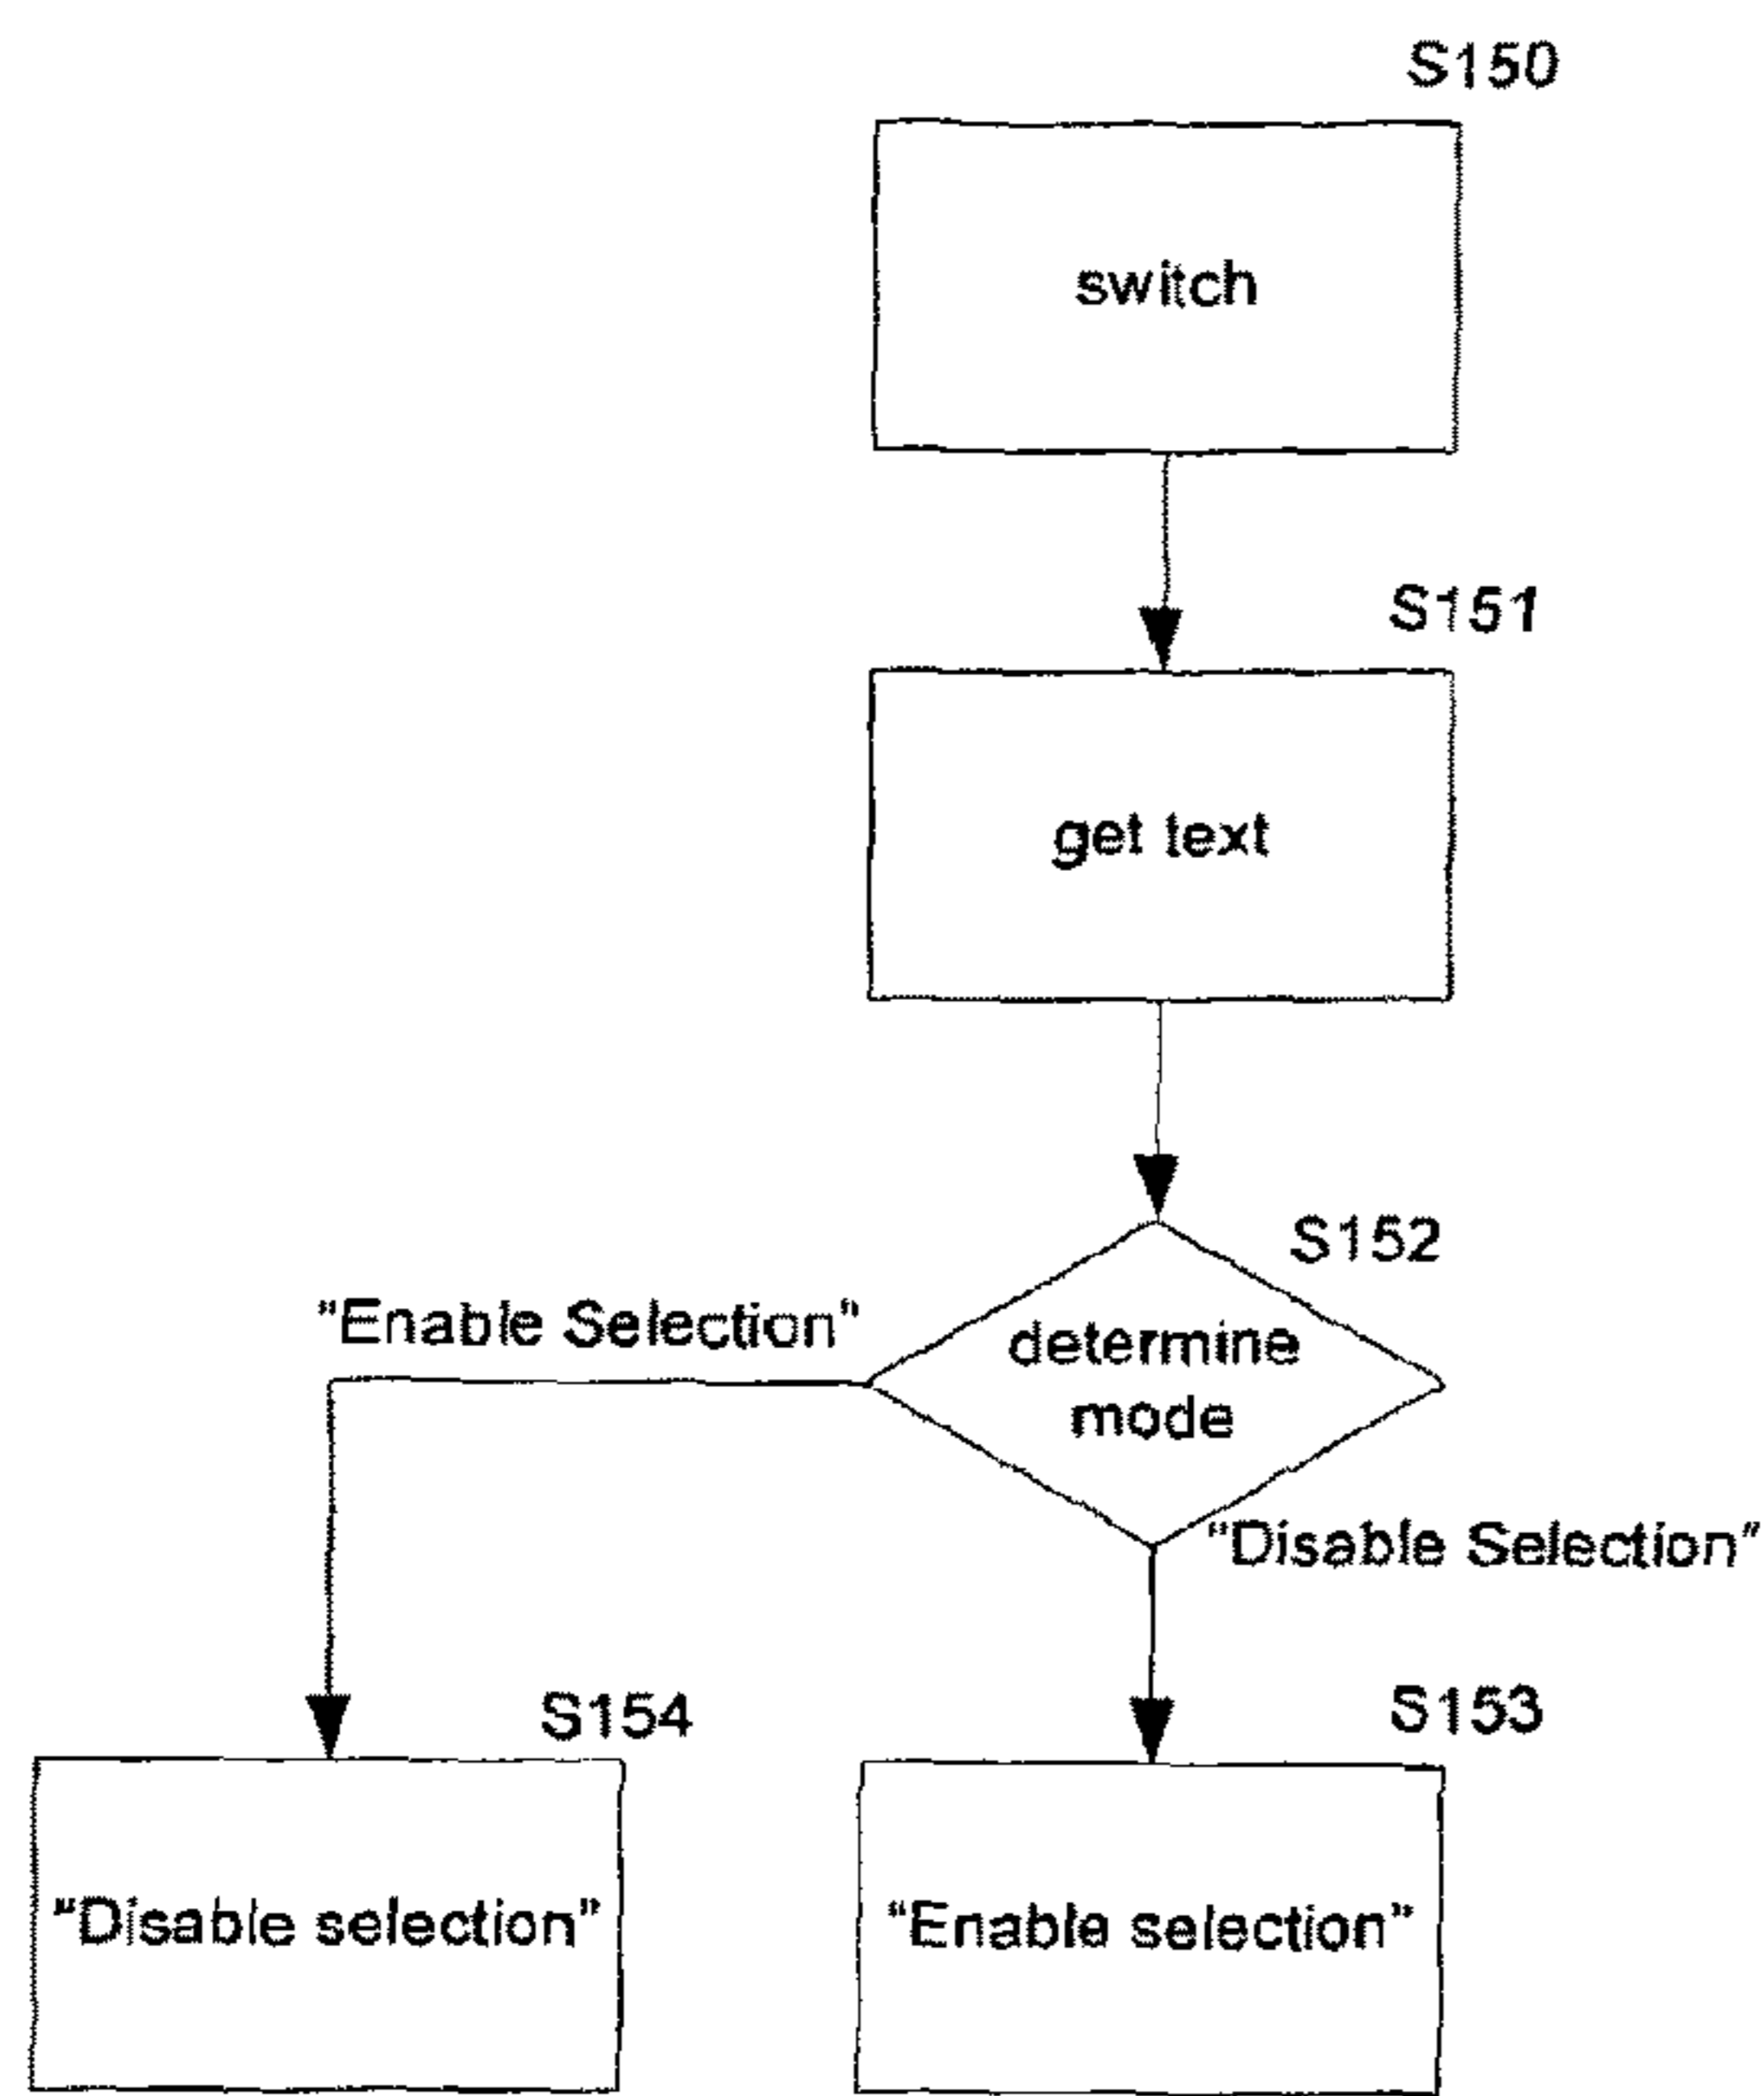 S150
switch
S151
get text
S152
"Enable Selection"
determine
mode
"Disable Selection"
S154
S153
"Disable selection"
"Enable selection"